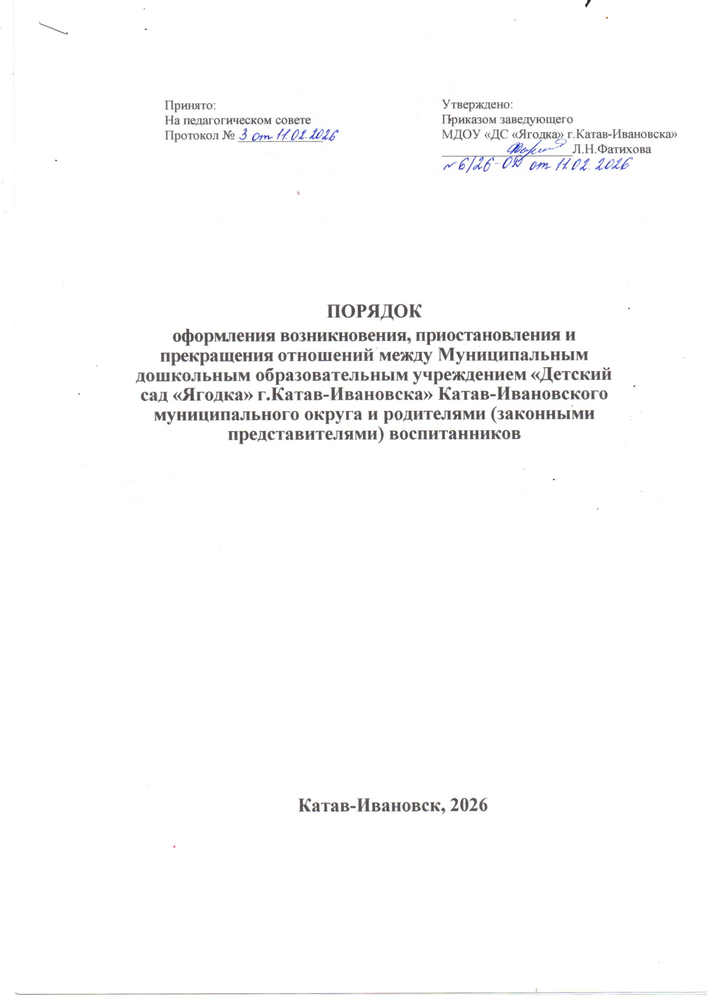 Принято:
На педагогическом совете
Протокол № 3 от 11.02.2026
Утверждено:
Приказом заведующего
МДОУ «ДС «Ягодка» г.Катав-Ивановска»
Л.Н.Фатихова
№ 6/26-ОД от 11.02.2026
ПОРЯДОК
оформления возникновения, приостановления и
прекращения отношений между Муниципальным
дошкольным образовательным учреждением «Детский
сад «Ягодка» г.Катав-Ивановска» Катав-Ивановского
муниципального округа и родителями (законными
представителями) воспитанников
Катав-Ивановск, 2026